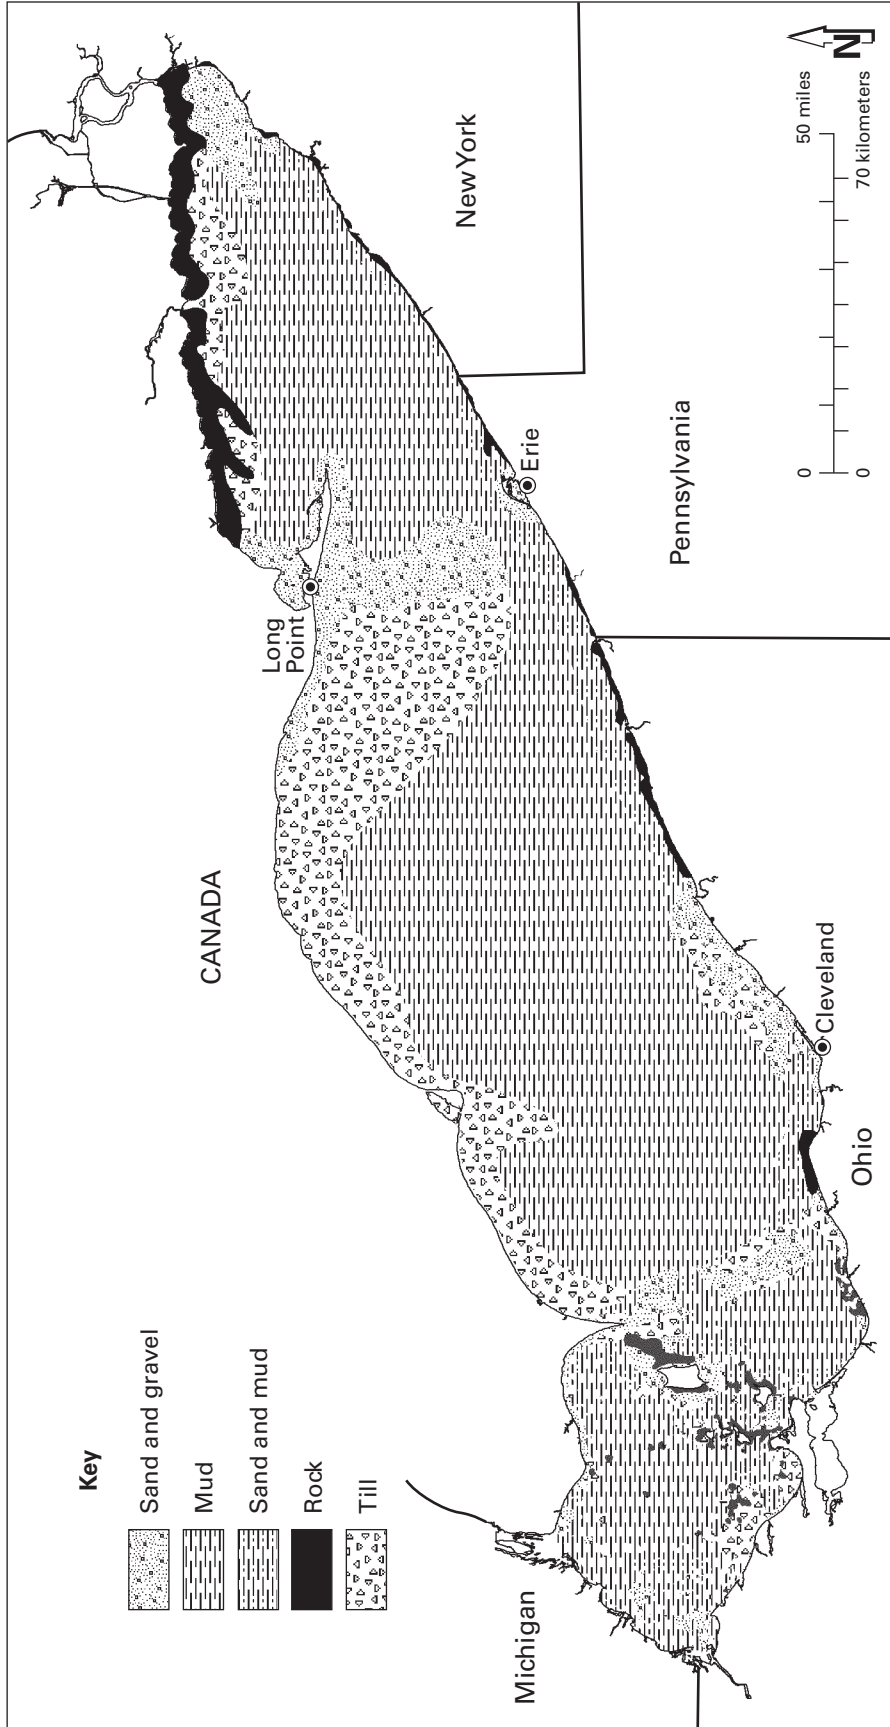 Key
Sand and gravel
Mud
Sand and mud
Rock
Till
CANADA
Long
Point
Michigan
Ohio
Cleveland
Erie
Pennsylvania
New York
0
50 miles
0
70 kilometers
N